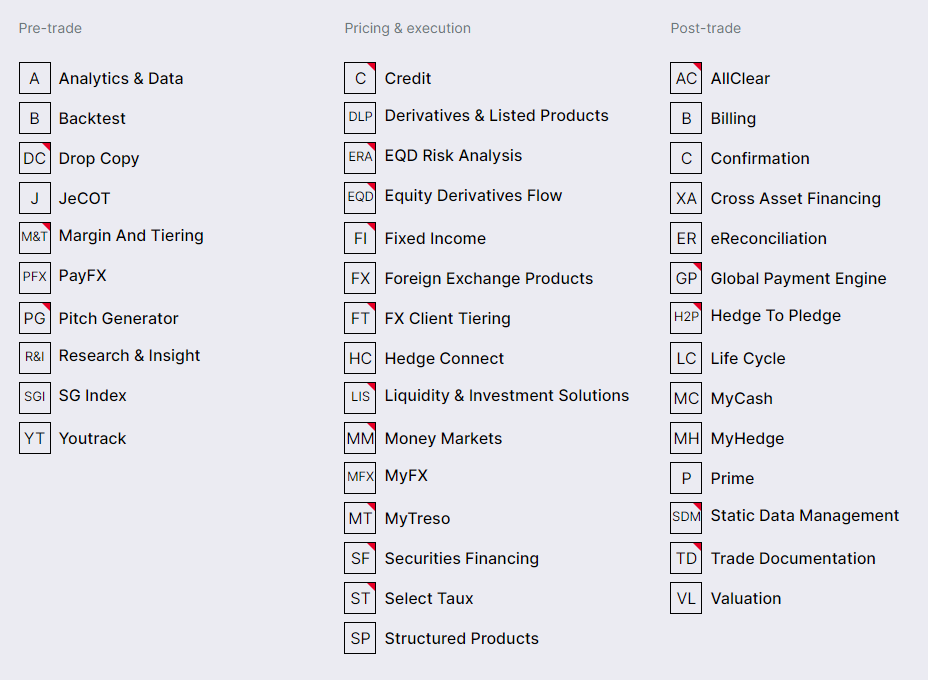 Pre-trade
A Analytics & Data
B Backtest
DC Drop Copy
J JeCOT
M&T Margin And Tiering
PFX PayFX
PG Pitch Generator
R&I Research & Insight
SGI SG Index
YT Youtrack
Pricing & execution
C Credit
DLP Derivatives & Listed Products
ERA EQD Risk Analysis
EQD Equity Derivatives Flow
FI Fixed Income
FX Foreign Exchange Products
FT FX Client Tiering
HC Hedge Connect
LIS Liquidity & Investment Solutions
MM Money Markets
MFX MyFX
MT MyTreso
SF Securities Financing
ST Select Taux
SP Structured Products
Post-trade
AC AllClear
B Billing
C Confirmation
XA Cross Asset Financing
ER eReconciliation
GP Global Payment Engine
H2P Hedge To Pledge
LC Life Cycle
MC MyCash
MH MyHedge
P Prime
SDM Static Data Management
TD Trade Documentation
VL Valuation